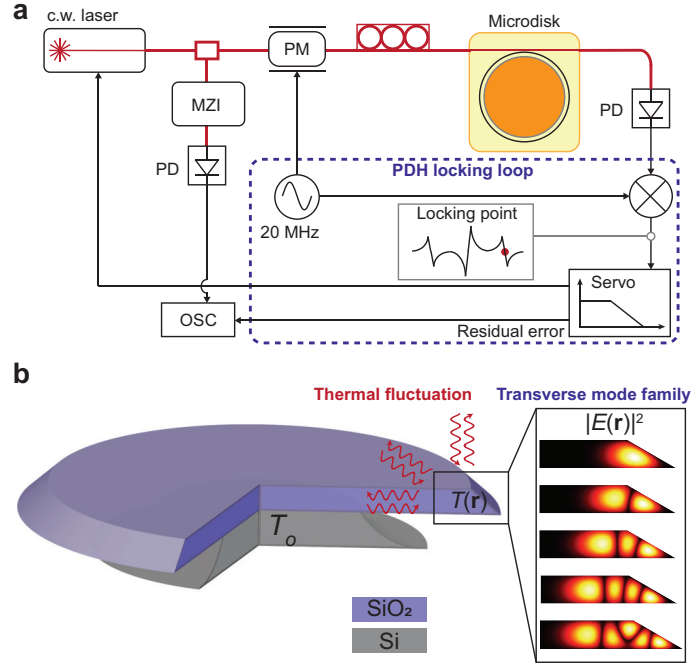 a
c.w. laser
PM
Microdisk
MZI
PD
PD
PDH locking loop
20 MHz
Locking point
Servo
OSC
Residual error
b
Thermal fluctuation
Transverse mode family
|E(r)|²
T(r)
To
SiO₂
Si